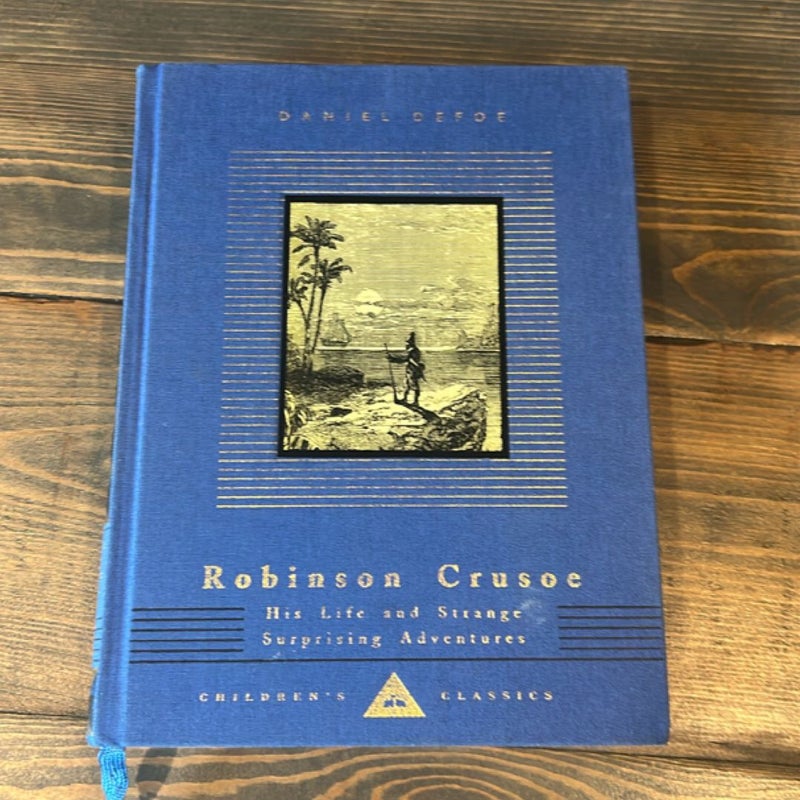 DANIEL DEFOE
Robinson Crusoe
His Life and Strange
Surprising Adventures
CHILDREN'S CLASSICS